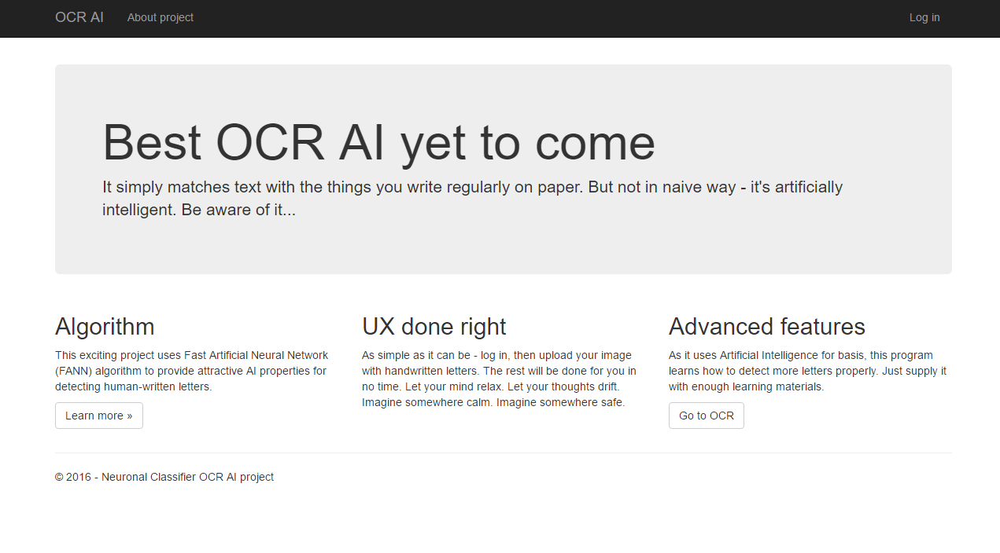 OCR AI About project Log in
Best OCR AI yet to come
It simply matches text with the things you write regularly on paper. But not in naive way - it's artificially
intelligent. Be aware of it...
Algorithm
This exciting project uses Fast Artificial Neural Network
(FANN) algorithm to provide attractive AI properties for
detecting human-written letters.
Learn more »
UX done right
As simple as it can be - log in, then upload your image
with handwritten letters. The rest will be done for you in
no time. Let your mind relax. Let your thoughts drift.
Imagine somewhere calm. Imagine somewhere safe.
Advanced features
As it uses Artificial Intelligence for basis, this program
learns how to detect more letters properly. Just supply it
with enough learning materials.
Go to OCR
© 2016 - Neuronal Classifier OCR AI project